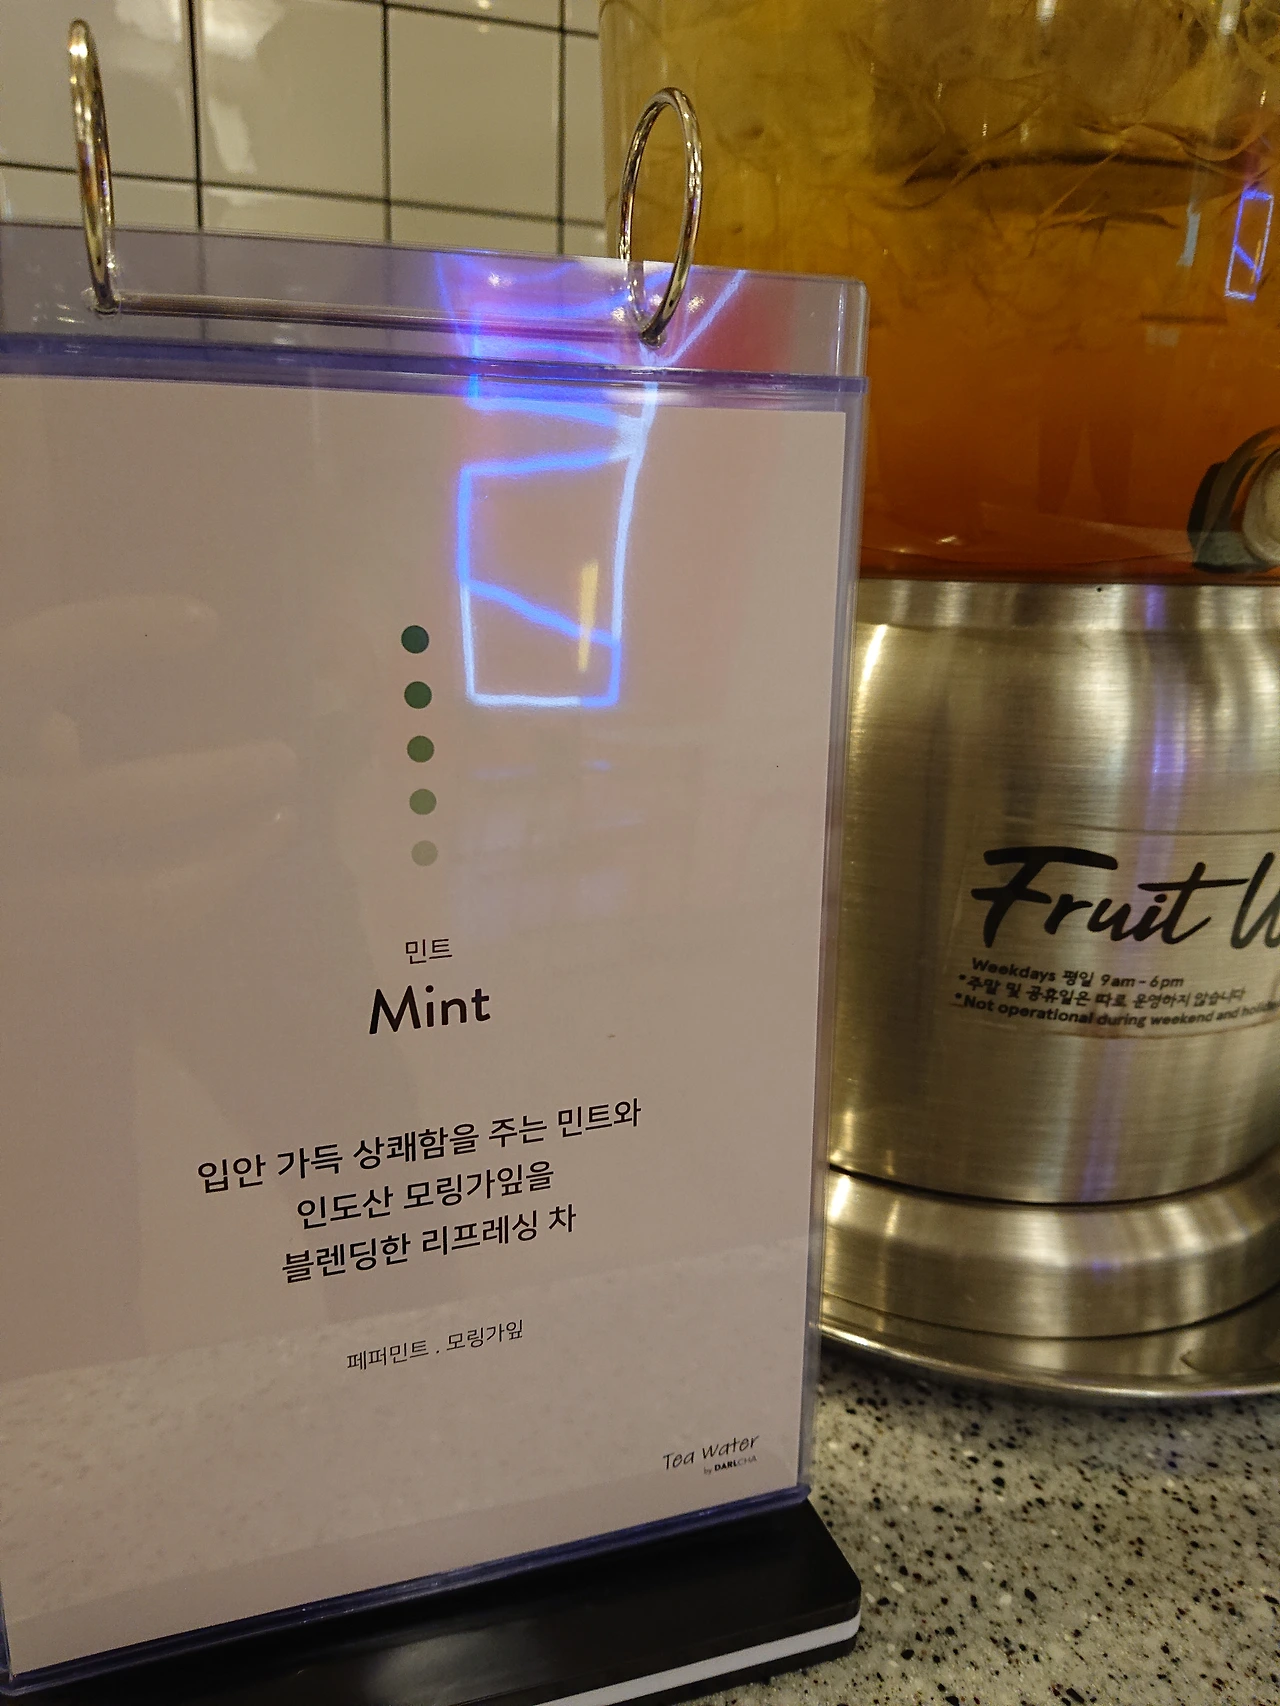 민트
Mint
입안 가득 상쾌함을 주는 민트와
인도산 모링가잎을
블렌딩한 리프레싱 차
페퍼민트 . 모링가잎
Tea Water
by DARLCHA
Fruit W
Weekdays 평일 9am - 6pm
*주말 및 공휴일은 따로 운영하지 않습니다
*Not operational during weekend and holida